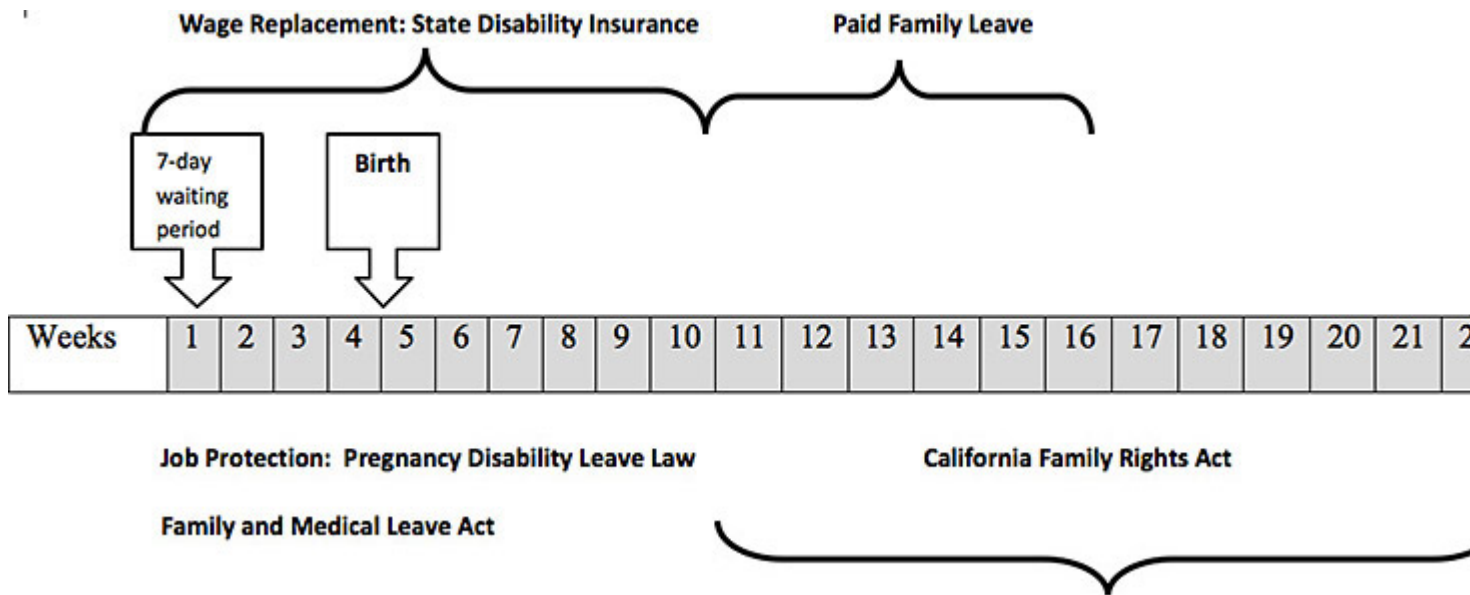 Wage Replacement: State Disability Insurance Paid Family Leave
7-day
waiting
period
Birth
Weeks 1 2 3 4 5 6 7 8 9 10 11 12 13 14 15 16 17 18 19 20 21 2
Job Protection: Pregnancy Disability Leave Law California Family Rights Act
Family and Medical Leave Act